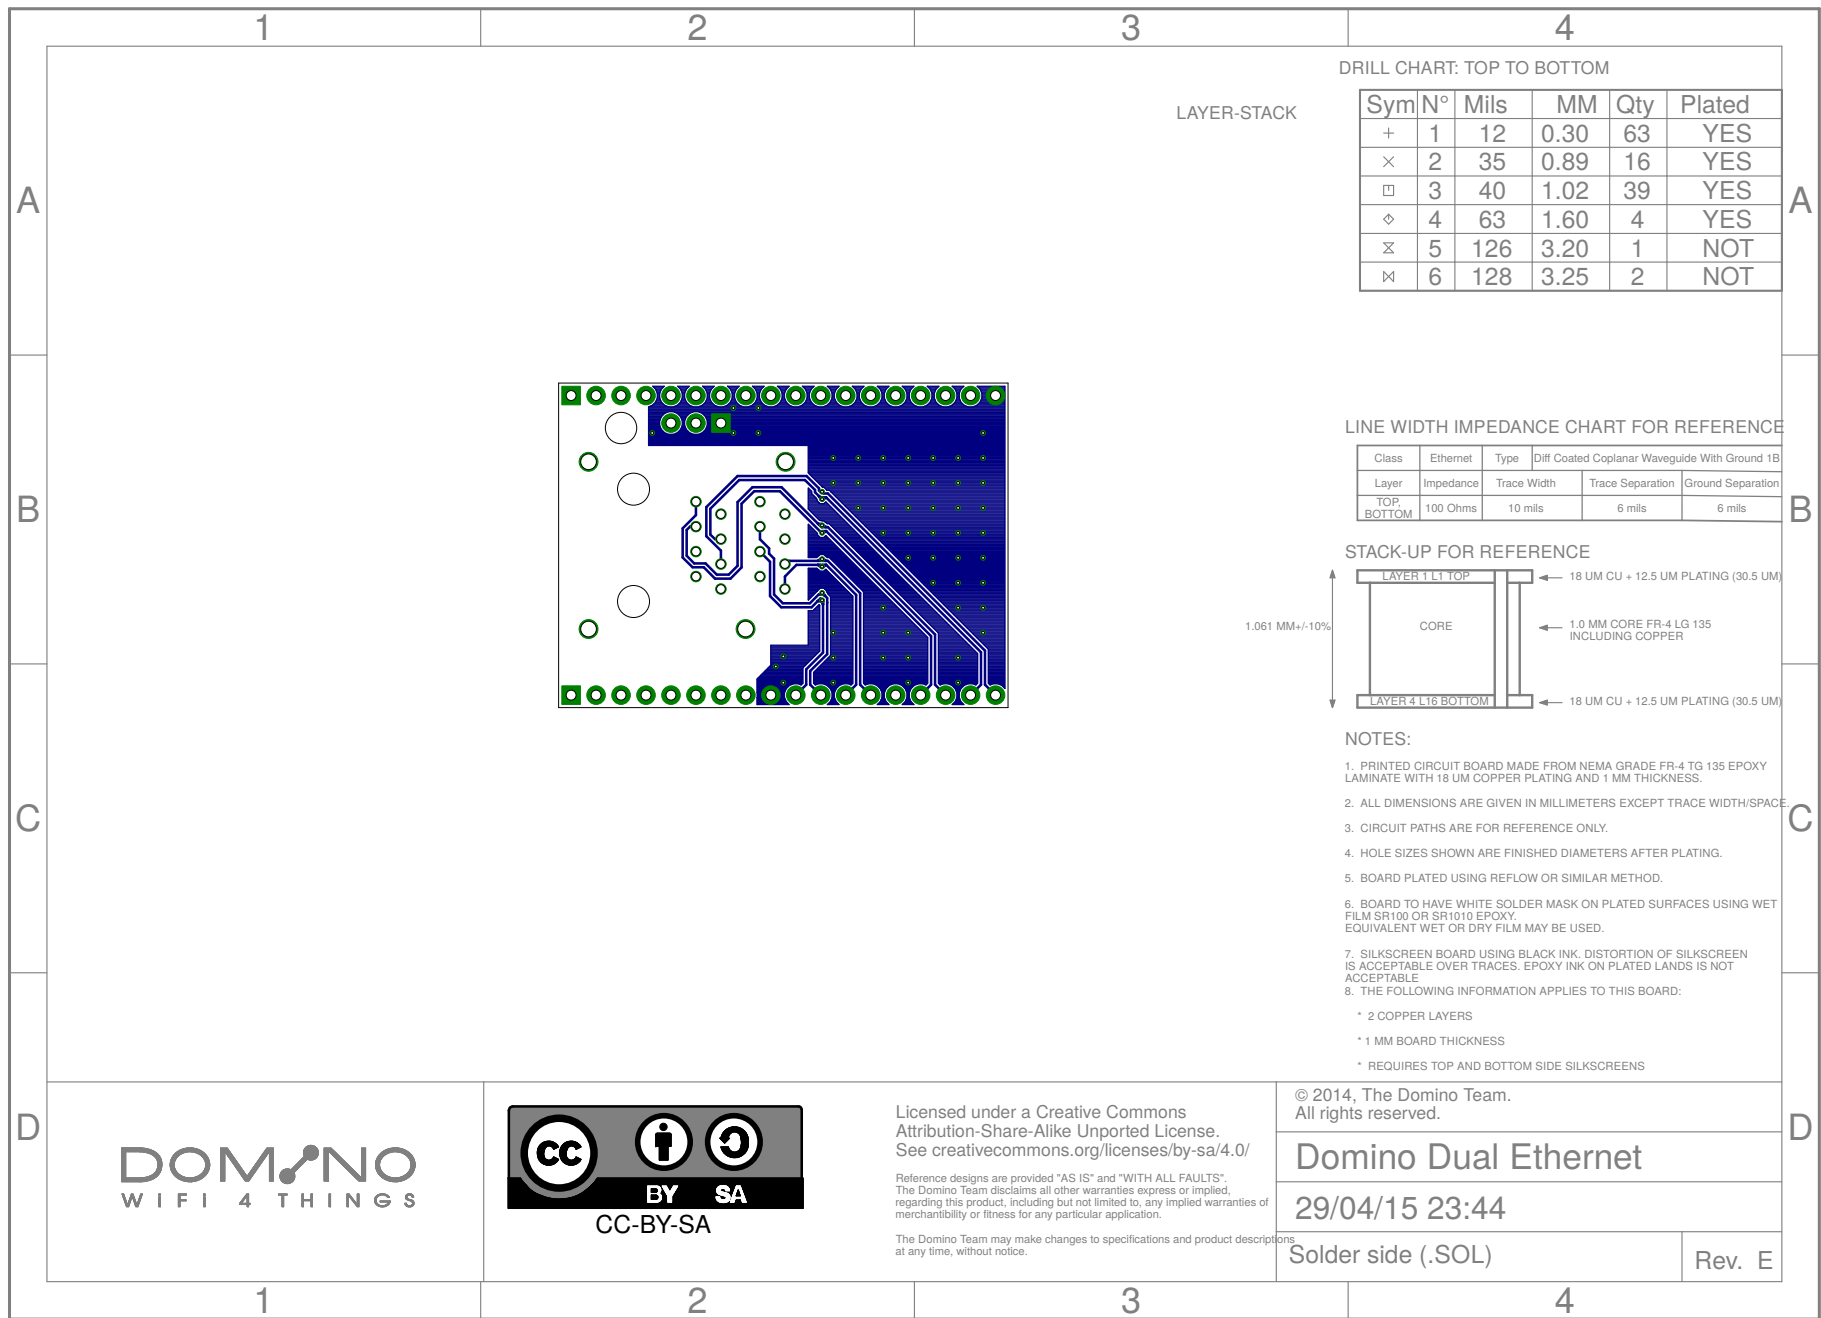 1 2 3 4
A
B
C
D
A
B
C
D
1 2 3 4
LAYER-STACK
DRILL CHART: TOP TO BOTTOM
Sym N° Mils MM Qty Plated
+ 1 12 0.30 63 YES
× 2 35 0.89 16 YES
3 40 1.02 39 YES
4 63 1.60 4 YES
5 126 3.20 1 NOT
6 128 3.25 2 NOT
LINE WIDTH IMPEDANCE CHART FOR REFERENCE
Class Ethernet Type Diff Coated Coplanar Waveguide With Ground 1B
Layer Impedance Trace Width Trace Separation Ground Separation
TOP,
BOTTOM 100 Ohms 10 mils 6 mils 6 mils
STACK-UP FOR REFERENCE
LAYER 1 L1 TOP 18 UM CU + 12.5 UM PLATING (30.5 UM)
1.061 MM+/-10% CORE 1.0 MM CORE FR-4 LG 135
INCLUDING COPPER
LAYER 4 L16 BOTTOM 18 UM CU + 12.5 UM PLATING (30.5 UM)
NOTES:
1. PRINTED CIRCUIT BOARD MADE FROM NEMA GRADE FR-4 TG 135 EPOXY
LAMINATE WITH 18 UM COPPER PLATING AND 1 MM THICKNESS.
2. ALL DIMENSIONS ARE GIVEN IN MILLIMETERS EXCEPT TRACE WIDTH/SPACE.
3. CIRCUIT PATHS ARE FOR REFERENCE ONLY.
4. HOLE SIZES SHOWN ARE FINISHED DIAMETERS AFTER PLATING.
5. BOARD PLATED USING REFLOW OR SIMILAR METHOD.
6. BOARD TO HAVE WHITE SOLDER MASK ON PLATED SURFACES USING WET
FILM SR100 OR SR1010 EPOXY.
EQUIVALENT WET OR DRY FILM MAY BE USED.
7. SILKSCREEN BOARD USING BLACK INK. DISTORTION OF SILKSCREEN
IS ACCEPTABLE OVER TRACES. EPOXY INK ON PLATED LANDS IS NOT
ACCEPTABLE
8. THE FOLLOWING INFORMATION APPLIES TO THIS BOARD:
* 2 COPPER LAYERS
* 1 MM BOARD THICKNESS
* REQUIRES TOP AND BOTTOM SIDE SILKSCREENS
DOMINO
WIFI 4 THINGS
cc
BY SA
CC-BY-SA
Licensed under a Creative Commons
Attribution-Share-Alike Unported License.
See creativecommons.org/licenses/by-sa/4.0/
Reference designs are provided "AS IS" and "WITH ALL FAULTS".
The Domino Team disclaims all other warranties express or implied,
regarding this product, including but not limited to, any implied warranties of
merchantibility or fitness for any particular application.
The Domino Team may make changes to specifications and product descriptions
at any time, without notice.
© 2014, The Domino Team.
All rights reserved.
Domino Dual Ethernet
29/04/15 23:44
Solder side (.SOL)
Rev. E